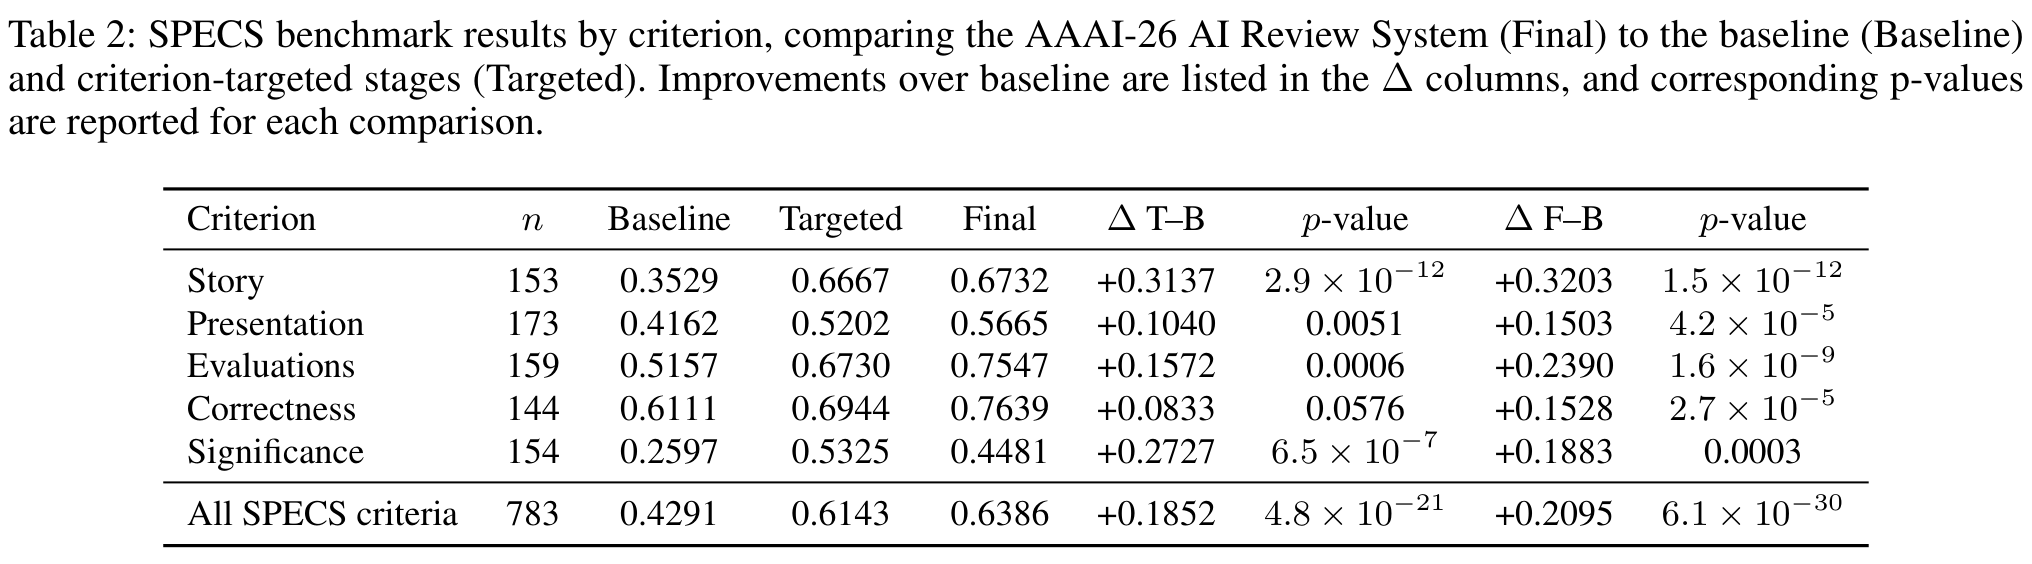 Table 2: SPECS benchmark results by criterion, comparing the AAAI-26 AI Review System (Final) to the baseline (Baseline)
and criterion-targeted stages (Targeted). Improvements over baseline are listed in the Δ columns, and corresponding p-values
are reported for each comparison.
Criterion n Baseline Targeted Final Δ T–B p-value Δ F–B p-value
Story 153 0.3529 0.6667 0.6732 +0.3137 2.9 × 10⁻¹² +0.3203 1.5 × 10⁻¹²
Presentation 173 0.4162 0.5202 0.5665 +0.1040 0.0051 +0.1503 4.2 × 10⁻⁵
Evaluations 159 0.5157 0.6730 0.7547 +0.1572 0.0006 +0.2390 1.6 × 10⁻⁹
Correctness 144 0.6111 0.6944 0.7639 +0.0833 0.0576 +0.1528 2.7 × 10⁻⁵
Significance 154 0.2597 0.5325 0.4481 +0.2727 6.5 × 10⁻⁷ +0.1883 0.0003
All SPECS criteria 783 0.4291 0.6143 0.6386 +0.1852 4.8 × 10⁻²¹ +0.2095 6.1 × 10⁻³⁰